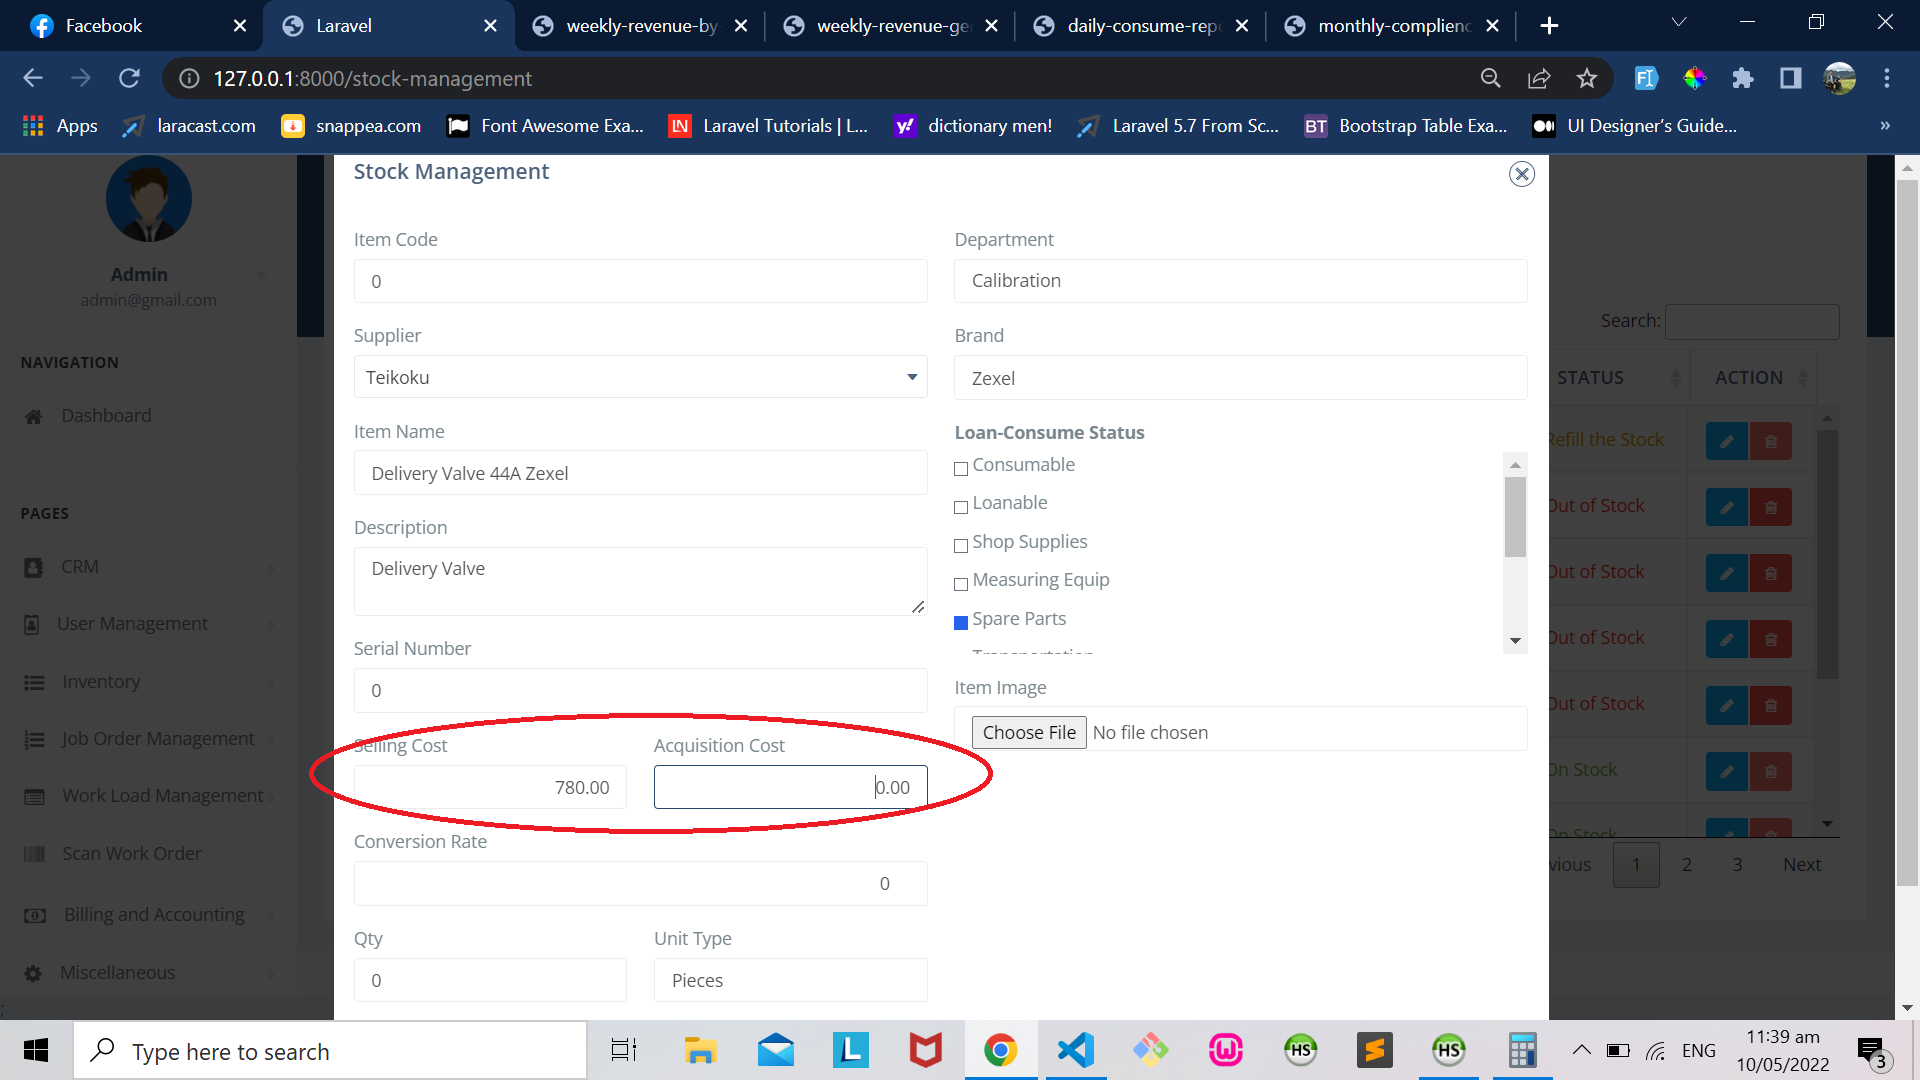 Facebook
Laravel
weekly-revenue-by-
weekly-revenue-ge
daily-consume-rep
monthly-complienc
127.0.0.1:8000/stock-management
Apps
laracast.com
snappea.com
Font Awesome Exa...
LN
Laravel Tutorials | L...
y!
dictionary men!
Laravel 5.7 From Sc...
BT
Bootstrap Table Exa...
UI Designer's Guide...
»
Admin
admin@gmail.com
NAVIGATION
Dashboard
PAGES
CRM
User Management
Inventory
Job Order Management
Work Load Management
Scan Work Order
Billing and Accounting
Miscellaneous
;
Stock Management
Item Code
0
Supplier
Teikoku
Item Name
Delivery Valve 44A Zexel
Description
Delivery Valve
Serial Number
0
Selling Cost
Acquisition Cost
780.00
0.00
Conversion Rate
0
Qty
Unit Type
0
Pieces
Department
Calibration
Brand
Zexel
Loan-Consume Status
Consumable
Loanable
Shop Supplies
Measuring Equip
Spare Parts
Transportation
Item Image
Choose File No file chosen
Search:
STATUS
ACTION
Refill the Stock
Out of Stock
Out of Stock
Out of Stock
Out of Stock
On Stock
On Stock
vious
1
2
3
Next
Type here to search
L
HS
HS
ENG
11:39 am
10/05/2022
3